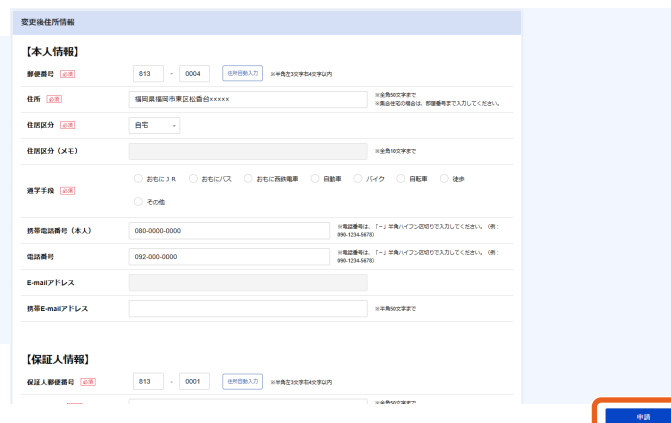 変更後住所情報
【本人情報】
郵便番号 必須 813 - 0004 住所自動入力 ※半角左3文字右4文字以内
住所 必須 福岡県福岡市東区松香台xxxxx ※全角50文字まで
※集合住宅の場合は、部屋番号まで入力してください。
住居区分 必須 自宅
住居区分（メモ） ※全角10文字まで
通学手段 必須 おもにＪＲ おもにバス おもに西鉄電車 自動車 バイク 自転車 徒歩
その他
携帯電話番号（本人） 080-0000-0000 ※電話番号は、「－」半角ハイフン区切りで入力してください。（例：
090-1234-5678）
電話番号 092-000-0000 ※電話番号は、「－」半角ハイフン区切りで入力してください。（例：
090-1234-5678）
E-mailアドレス
携帯E-mailアドレス ※半角50文字まで
【保証人情報】
保証人郵便番号 必須 813 - 0001 住所自動入力 ※半角左3文字右4文字以内
申請